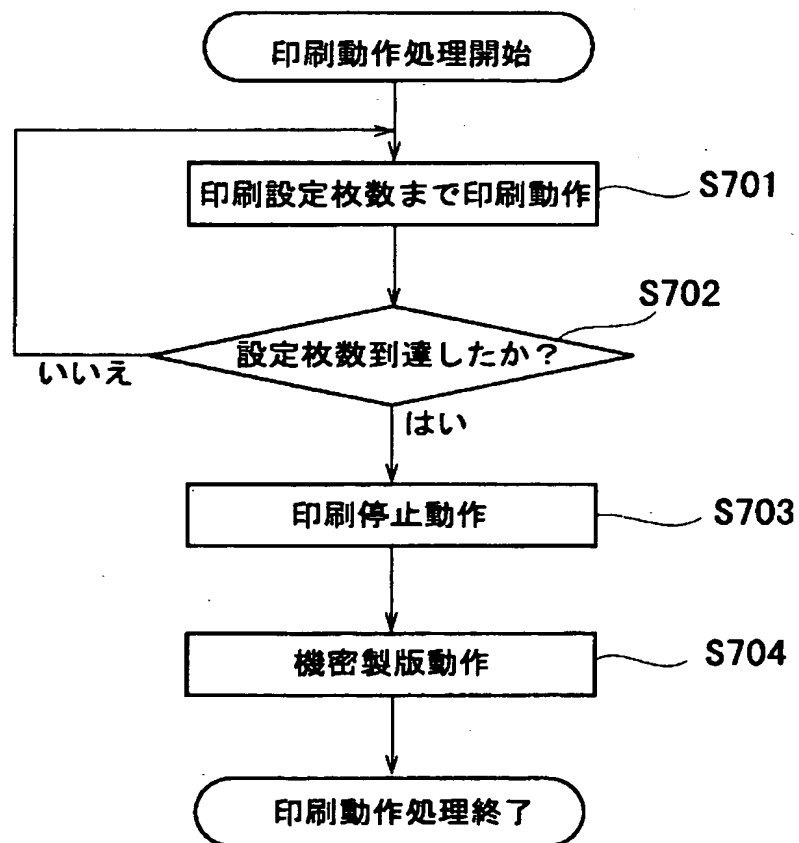 印刷動作処理開始
印刷設定枚数まで印刷動作
S701
S702
設定枚数到達したか？
いいえ
はい
印刷停止動作
S703
機密製版動作
S704
印刷動作処理終了